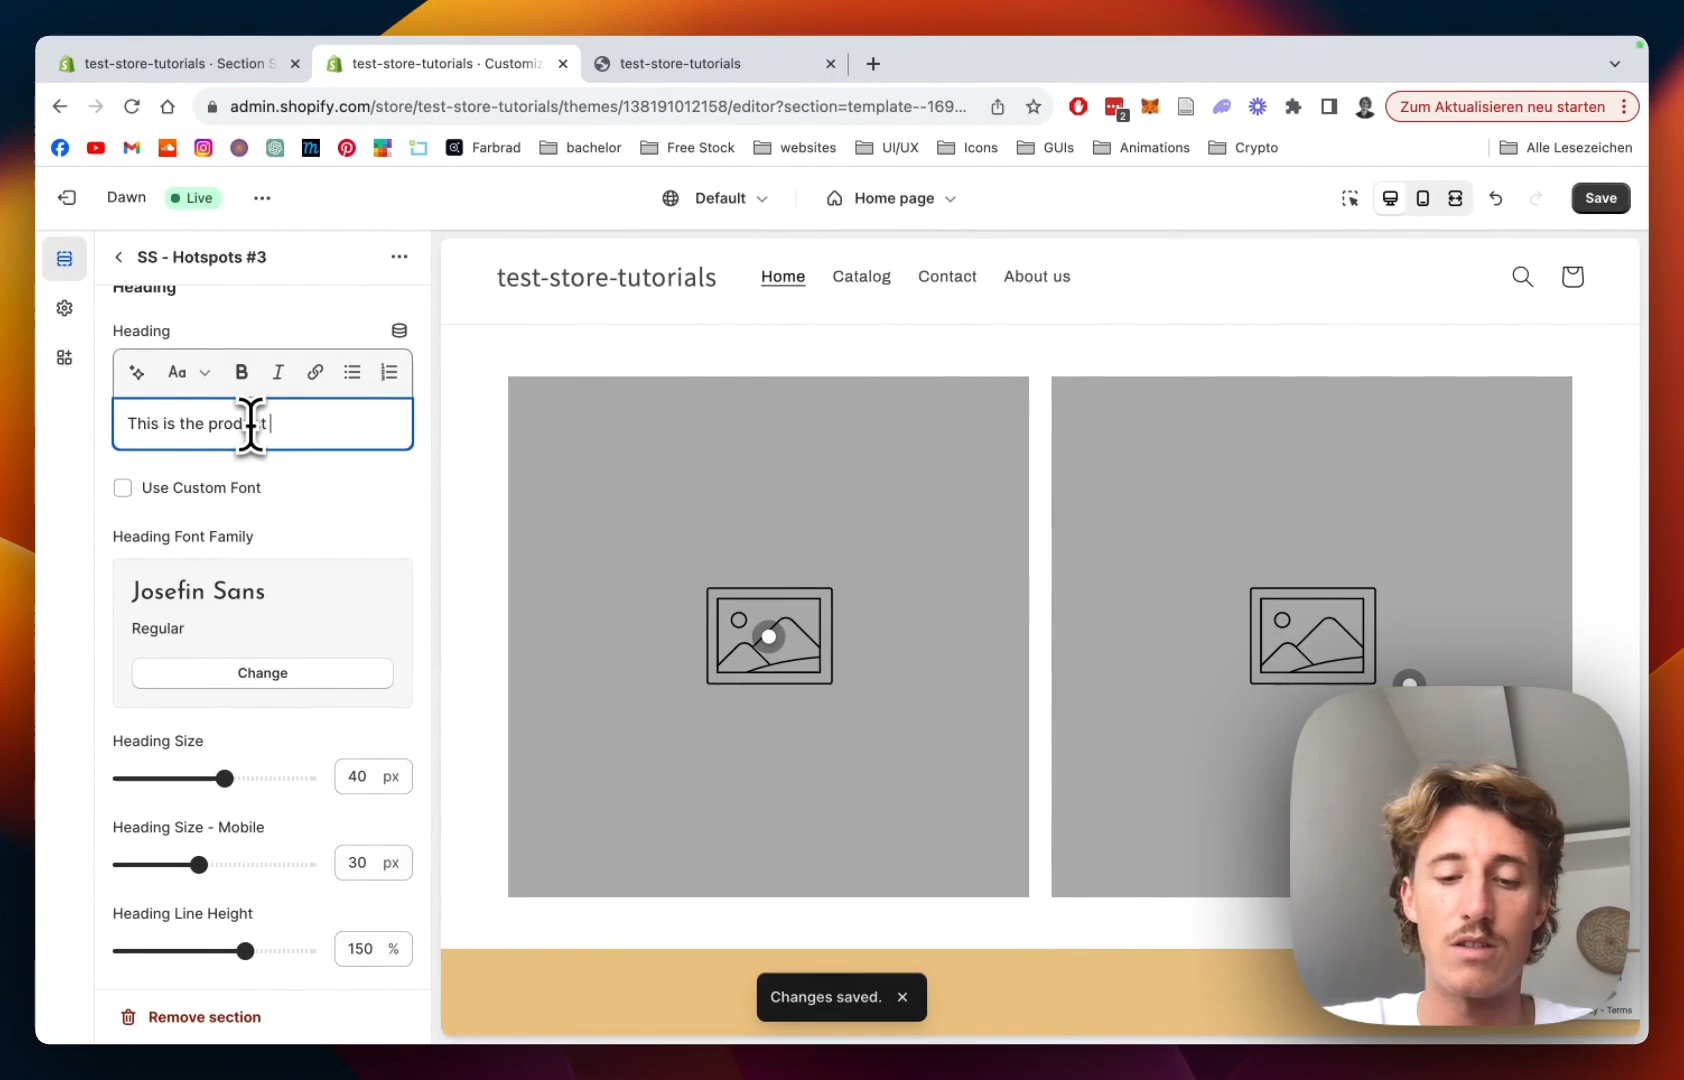 test-store-tutorials · Section S
test-store-tutorials · Customiz
test-store-tutorials
admin.shopify.com/store/test-store-tutorials/themes/138191012158/editor?section=template--169...
2
Zum Aktualisieren neu starten
Farbrad
bachelor
Free Stock
websites
UI/UX
Icons
GUIs
Animations
Crypto
Alle Lesezeichen
Dawn
Live
Default
Home page
Save
SS - Hotspots #3
Heading
Heading
Aa
B
I
This is the product
Use Custom Font
Heading Font Family
Josefin Sans
Regular
Change
Heading Size
40 px
Heading Size - Mobile
30 px
Heading Line Height
150 %
Remove section
test-store-tutorials
Home
Catalog
Contact
About us
Changes saved.
- Terms